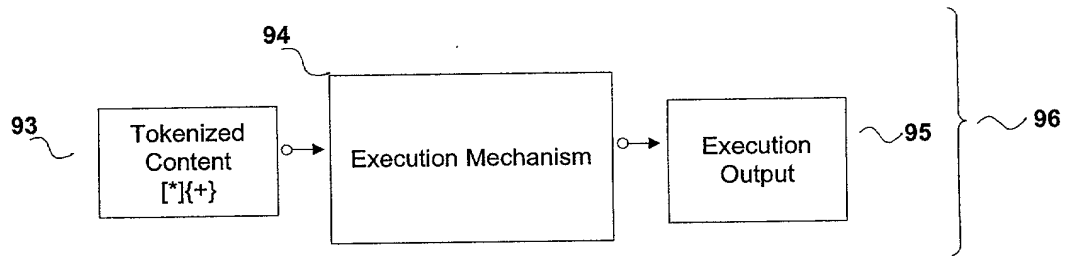 94
93
Tokenized
Content
[*]{+}
Execution Mechanism
Execution
Output
95
96